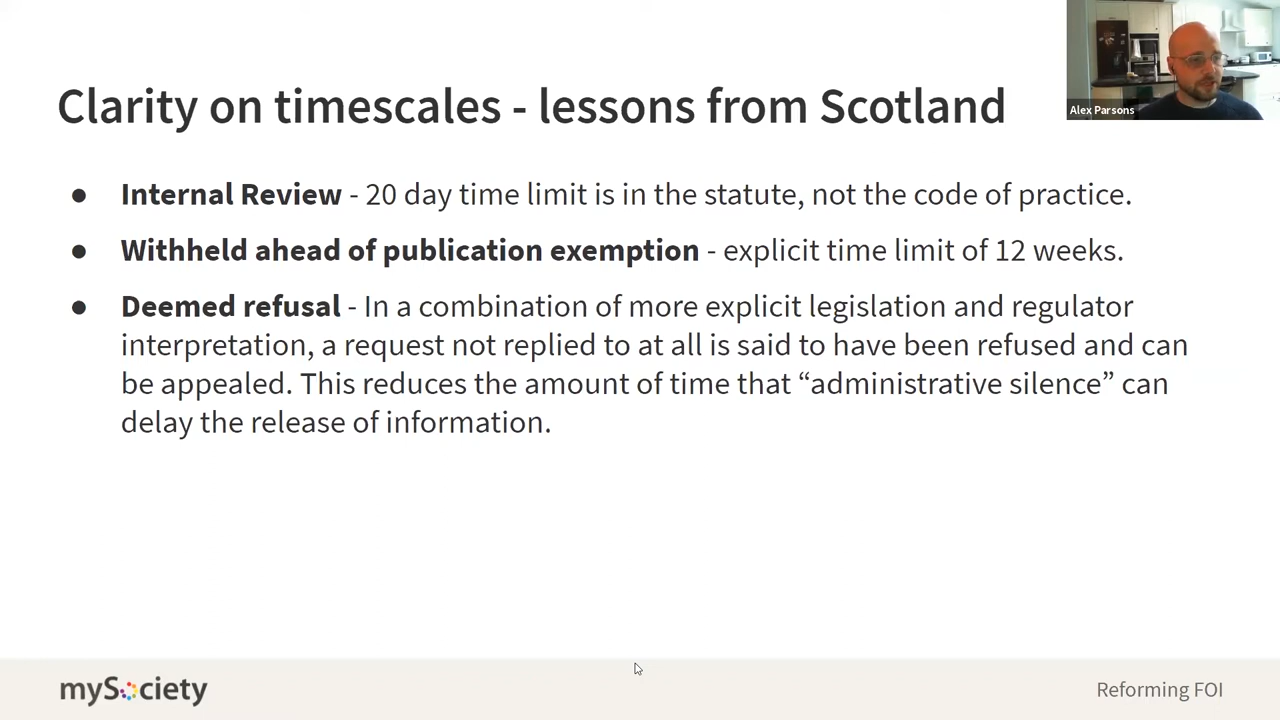 Clarity on timescales - lessons from Scotland
Alex Parsons
● Internal Review - 20 day time limit is in the statute, not the code of practice.
● Withheld ahead of publication exemption - explicit time limit of 12 weeks.
● Deemed refusal - In a combination of more explicit legislation and regulator
interpretation, a request not replied to at all is said to have been refused and can
be appealed. This reduces the amount of time that “administrative silence” can
delay the release of information.
mySociety
Reforming FOI